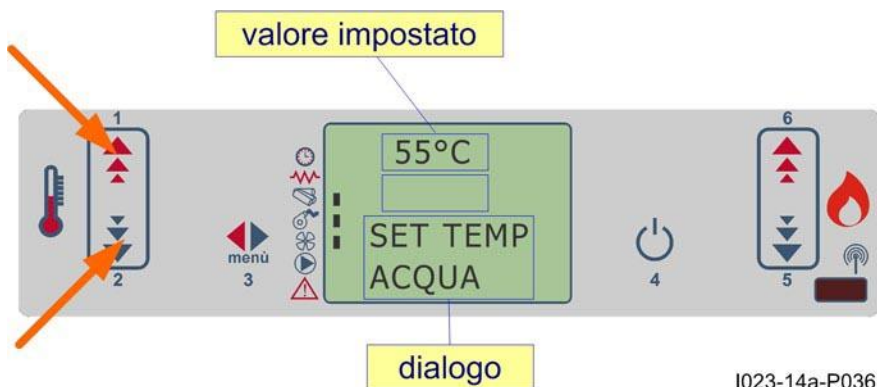 valore impostato
1
6
55°C
SET TEMP
ACQUA
menù
2
3
4
5
dialogo
I023-14a-P036